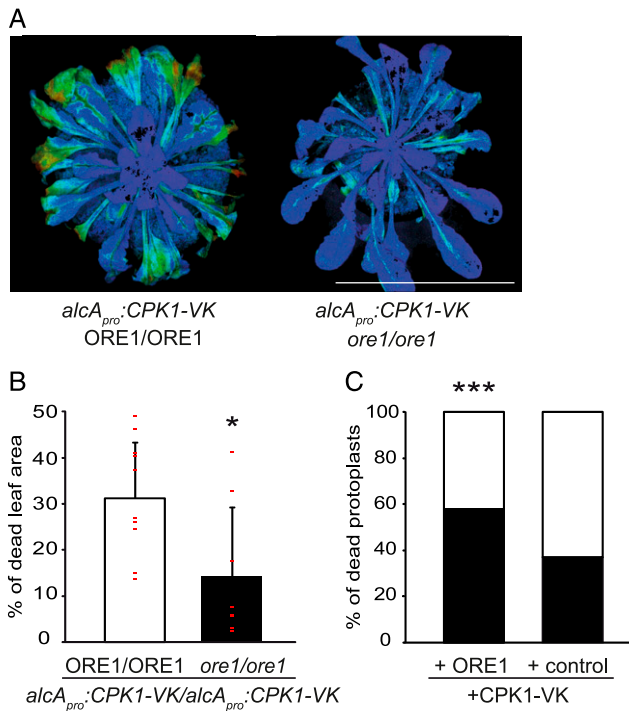 A
alcApro:CPK1-VK
ORE1/ORE1
alcApro:CPK1-VK
ore1/ore1
B
% of dead leaf area
50
40
30
20
10
0
*
ORE1/ORE1
ore1/ore1
alcApro:CPK1-VK/alcApro:CPK1-VK
C
% of dead protoplasts
100
80
60
40
20
0
***
+ ORE1
+ control
+CPK1-VK